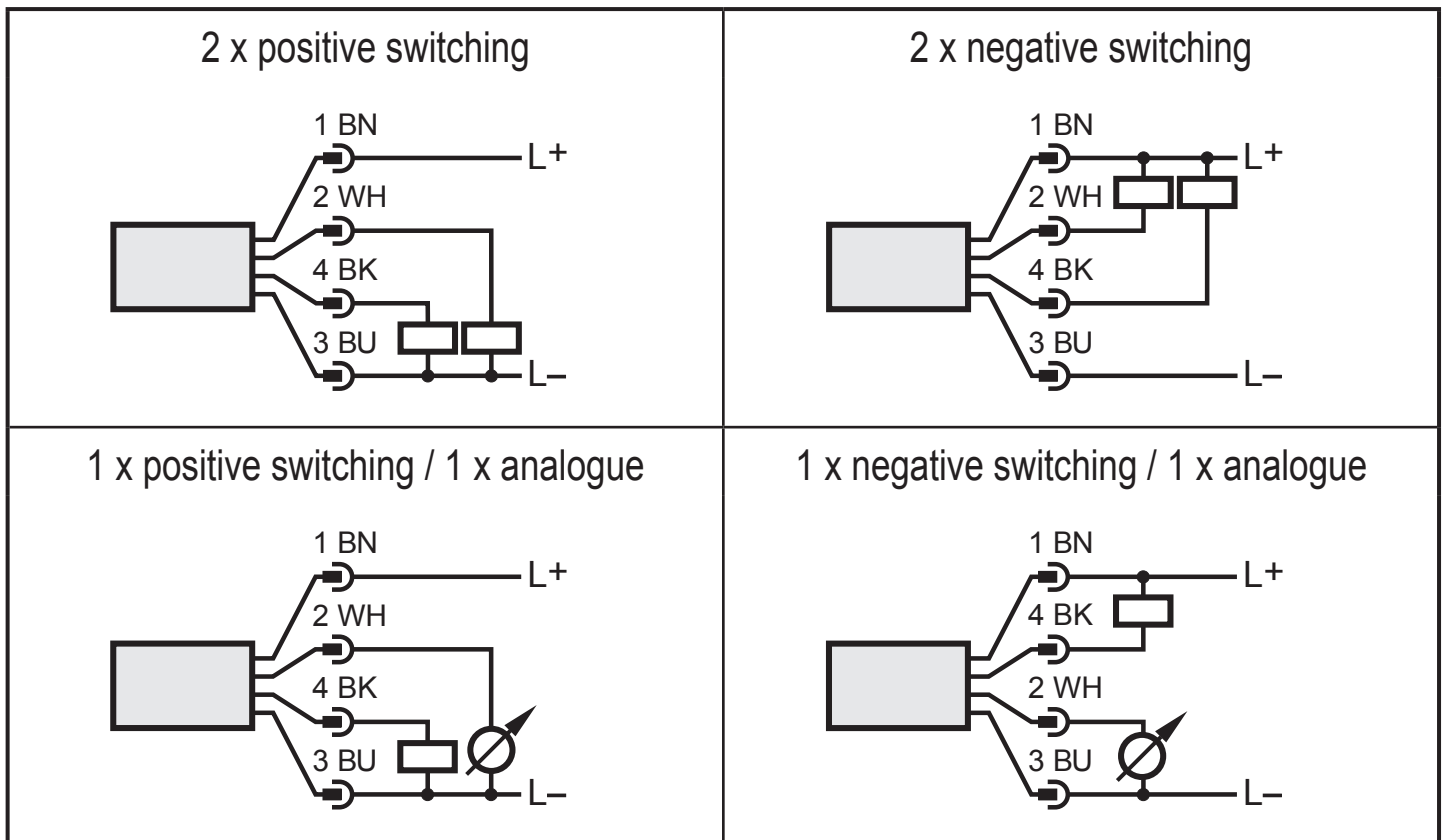 2 x positive switching
1 BN
L+
2 WH
4 BK
3 BU
L–
2 x negative switching
1 BN
L+
2 WH
4 BK
3 BU
L–
1 x positive switching / 1 x analogue
1 BN
L+
2 WH
4 BK
3 BU
L–
1 x negative switching / 1 x analogue
1 BN
L+
4 BK
2 WH
3 BU
L–